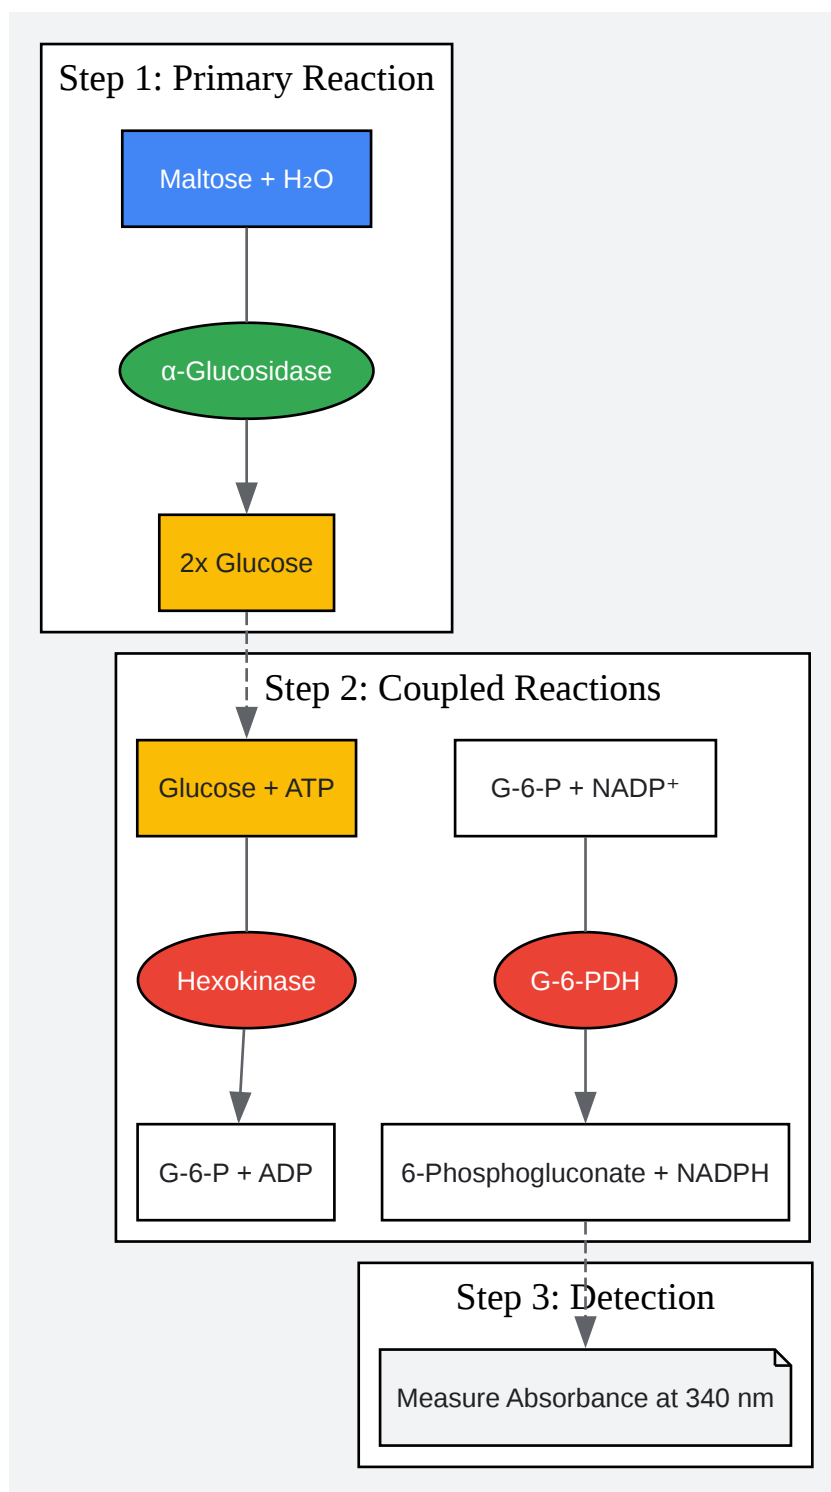 Step 1: Primary Reaction
Maltose + H₂O
α-Glucosidase
2x Glucose
Step 2: Coupled Reactions
Glucose + ATP
G-6-P + NADP⁺
Hexokinase
G-6-PDH
G-6-P + ADP
6-Phosphogluconate + NADPH
Step 3: Detection
Measure Absorbance at 340 nm